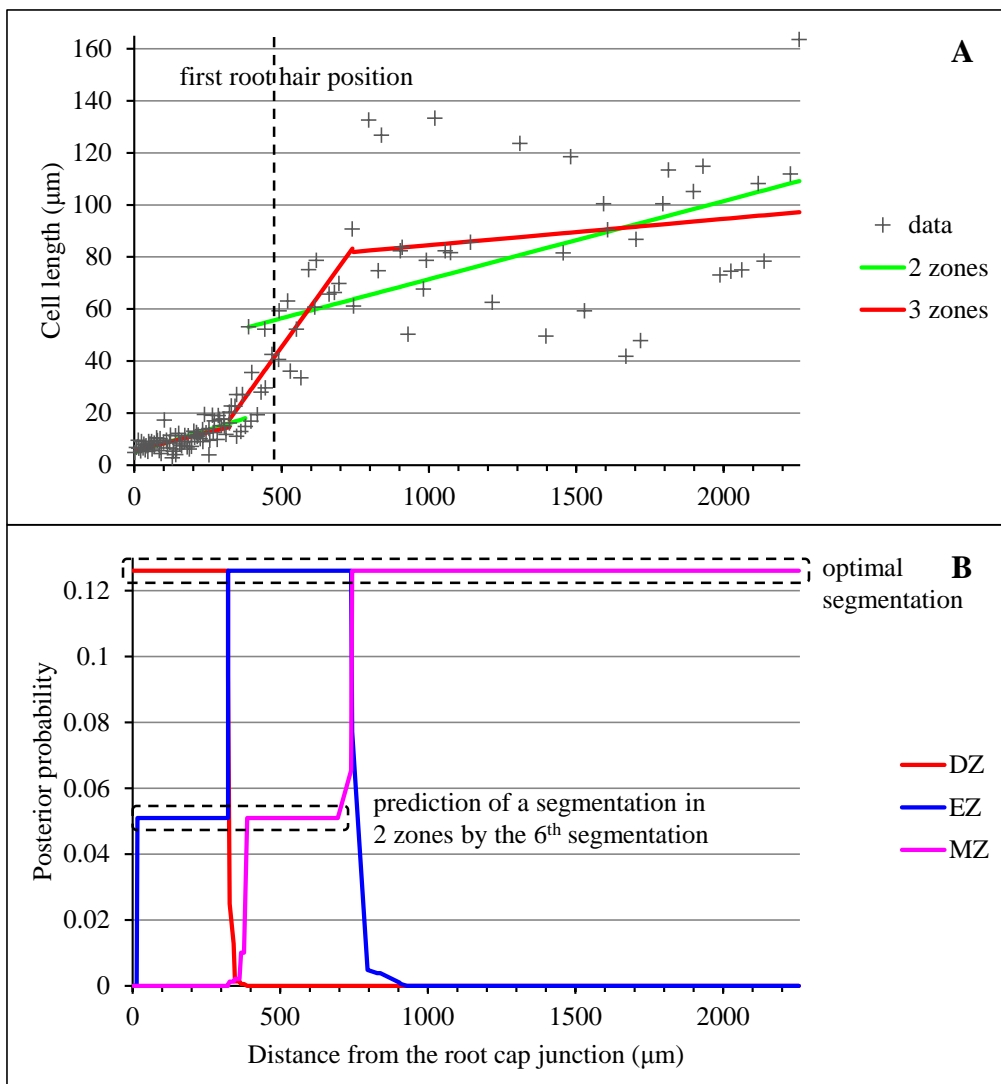 A
first root hair position
160
140
120
100
80
60
40
20
0
Cell length (µm)
0 500 1000 1500 2000
data
2 zones
3 zones
B
optimal
segmentation
0.12
0.1
0.08
0.06
0.04
0.02
0
Posterior probability
prediction of a segmentation in
2 zones by the 6th segmentation
DZ
EZ
MZ
0 500 1000 1500 2000
Distance from the root cap junction (µm)